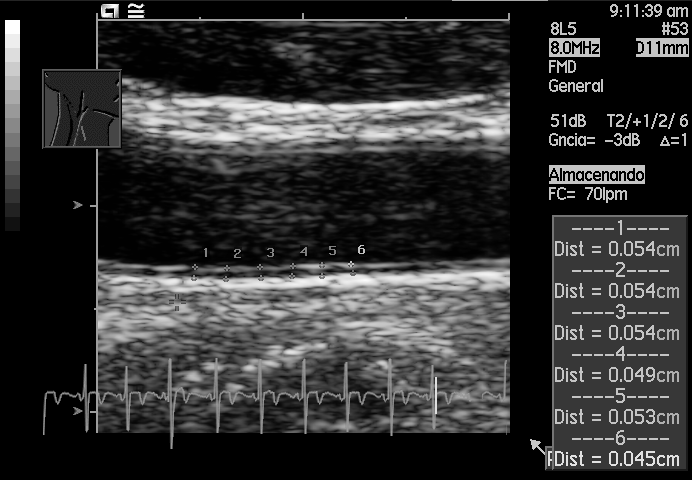 9:11:39 am
8L5 #53
8.0MHz D11mm
FMD
General
51dB T2/+1/2/ 6
Gncia= -3dB Δ=1
Almacenando
FC= 70lpm
1 2 3 4 5 6
----1----
Dist = 0.054cm
----2----
Dist = 0.054cm
----3----
Dist = 0.054cm
----4----
Dist = 0.049cm
----5----
Dist = 0.053cm
----6----
Dist = 0.045cm